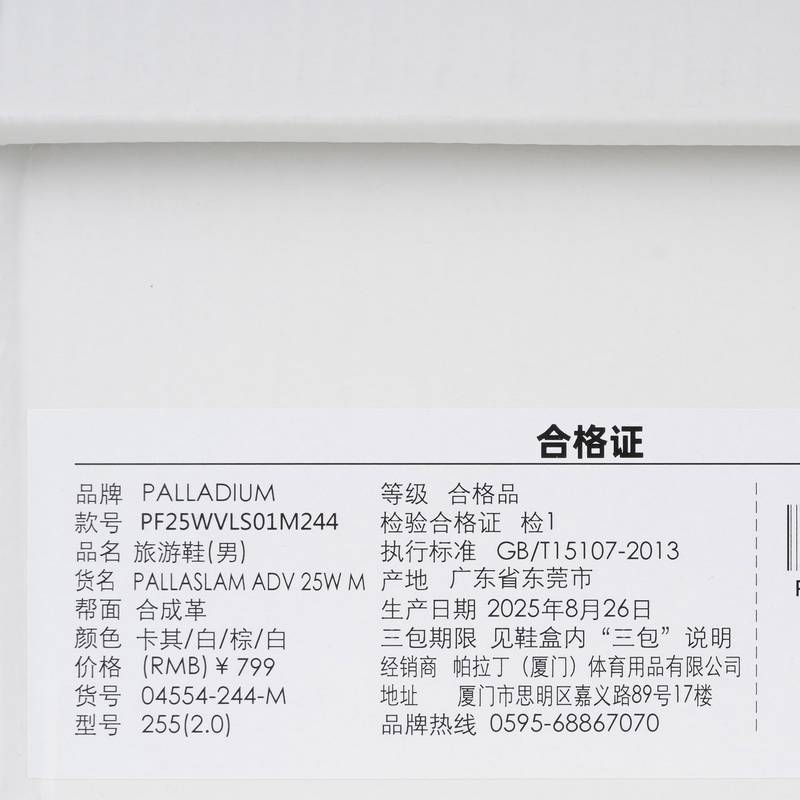 合格证
品牌 PALLADIUM
款号 PF25WVLS01M244
品名 旅游鞋(男)
货名 PALLASLAM ADV 25W M
帮面 合成革
颜色 卡其/白/棕/白
价格 (RMB)￥799
货号 04554-244-M
型号 255(2.0)
等级 合格品
检验合格证 检1
执行标准 GB/T15107-2013
产地 广东省东莞市
生产日期 2025年8月26日
三包期限 见鞋盒内“三包”说明
经销商 帕拉丁（厦门）体育用品有限公司
地址 厦门市思明区嘉义路89号17楼
品牌热线 0595-68867070